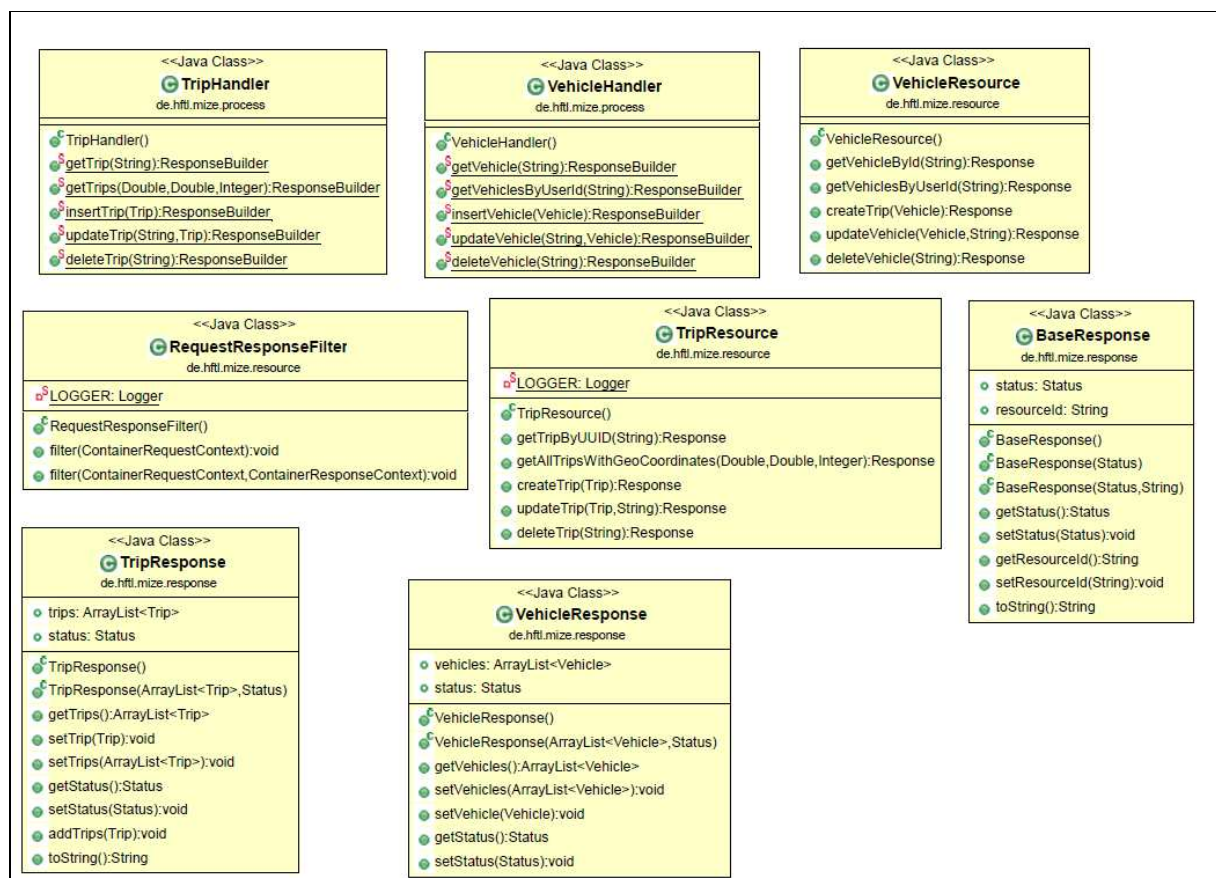 <<Java Class>>
TripHandler
de.hftl.mize.process
TripHandler()
getTrip(String):ResponseBuilder
getTrips(Double,Double,Integer):ResponseBuilder
insertTrip(Trip):ResponseBuilder
updateTrip(String,Trip):ResponseBuilder
deleteTrip(String):ResponseBuilder
<<Java Class>>
VehicleHandler
de.hftl.mize.process
VehicleHandler()
getVehicle(String):ResponseBuilder
getVehiclesByUserId(String):ResponseBuilder
insertVehicle(Vehicle):ResponseBuilder
updateVehicle(String,Vehicle):ResponseBuilder
deleteVehicle(String):ResponseBuilder
<<Java Class>>
VehicleResource
de.hftl.mize.resource
VehicleResource()
getVehicleById(String):Response
getVehiclesByUserId(String):Response
createTrip(Vehicle):Response
updateVehicle(Vehicle,String):Response
deleteVehicle(String):Response
<<Java Class>>
RequestResponseFilter
de.hftl.mize.resource
LOGGER: Logger
RequestResponseFilter()
filter(ContainerRequestContext):void
filter(ContainerRequestContext,ContainerResponseContext):void
<<Java Class>>
TripResource
de.hftl.mize.resource
LOGGER: Logger
TripResource()
getTripByUUID(String):Response
getAllTripsWithGeoCoordinates(Double,Double,Integer):Response
createTrip(Trip):Response
updateTrip(Trip,String):Response
deleteTrip(String):Response
<<Java Class>>
BaseResponse
de.hftl.mize.response
status: Status
resourceId: String
BaseResponse()
BaseResponse(Status)
BaseResponse(Status,String)
getStatus():Status
setStatus(Status):void
getResourceId():String
setResourceId(String):void
toString():String
<<Java Class>>
TripResponse
de.hftl.mize.response
trips: ArrayList<Trip>
status: Status
TripResponse()
TripResponse(ArrayList<Trip>,Status)
getTrips():ArrayList<Trip>
setTrip(Trip):void
setTrips(ArrayList<Trip>):void
getStatus():Status
setStatus(Status):void
addTrips(Trip):void
toString():String
<<Java Class>>
VehicleResponse
de.hftl.mize.response
vehicles: ArrayList<Vehicle>
status: Status
VehicleResponse()
VehicleResponse(ArrayList<Vehicle>,Status)
getVehicles():ArrayList<Vehicle>
setVehicles(ArrayList<Vehicle>):void
setVehicle(Vehicle):void
getStatus():Status
setStatus(Status):void